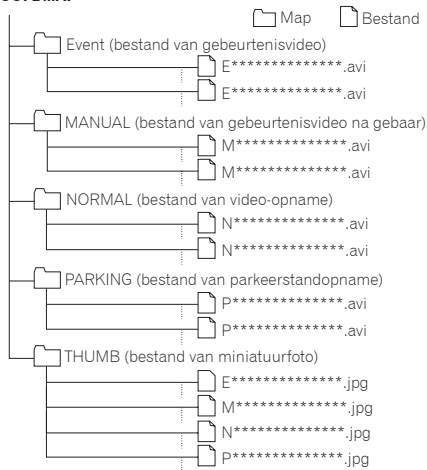 Map Bestand
Event (bestand van gebeurtenisvideo)
E**************.avi
E**************.avi
MANUAL (bestand van gebeurtenisvideo na gebaar)
M**************.avi
M**************.avi
NORMAL (bestand van video-opname)
N**************.avi
N**************.avi
PARKING (bestand van parkeerstandopname)
P**************.avi
P**************.avi
THUMB (bestand van miniatuurfoto)
E**************.jpg
M**************.jpg
N**************.jpg
P**************.jpg